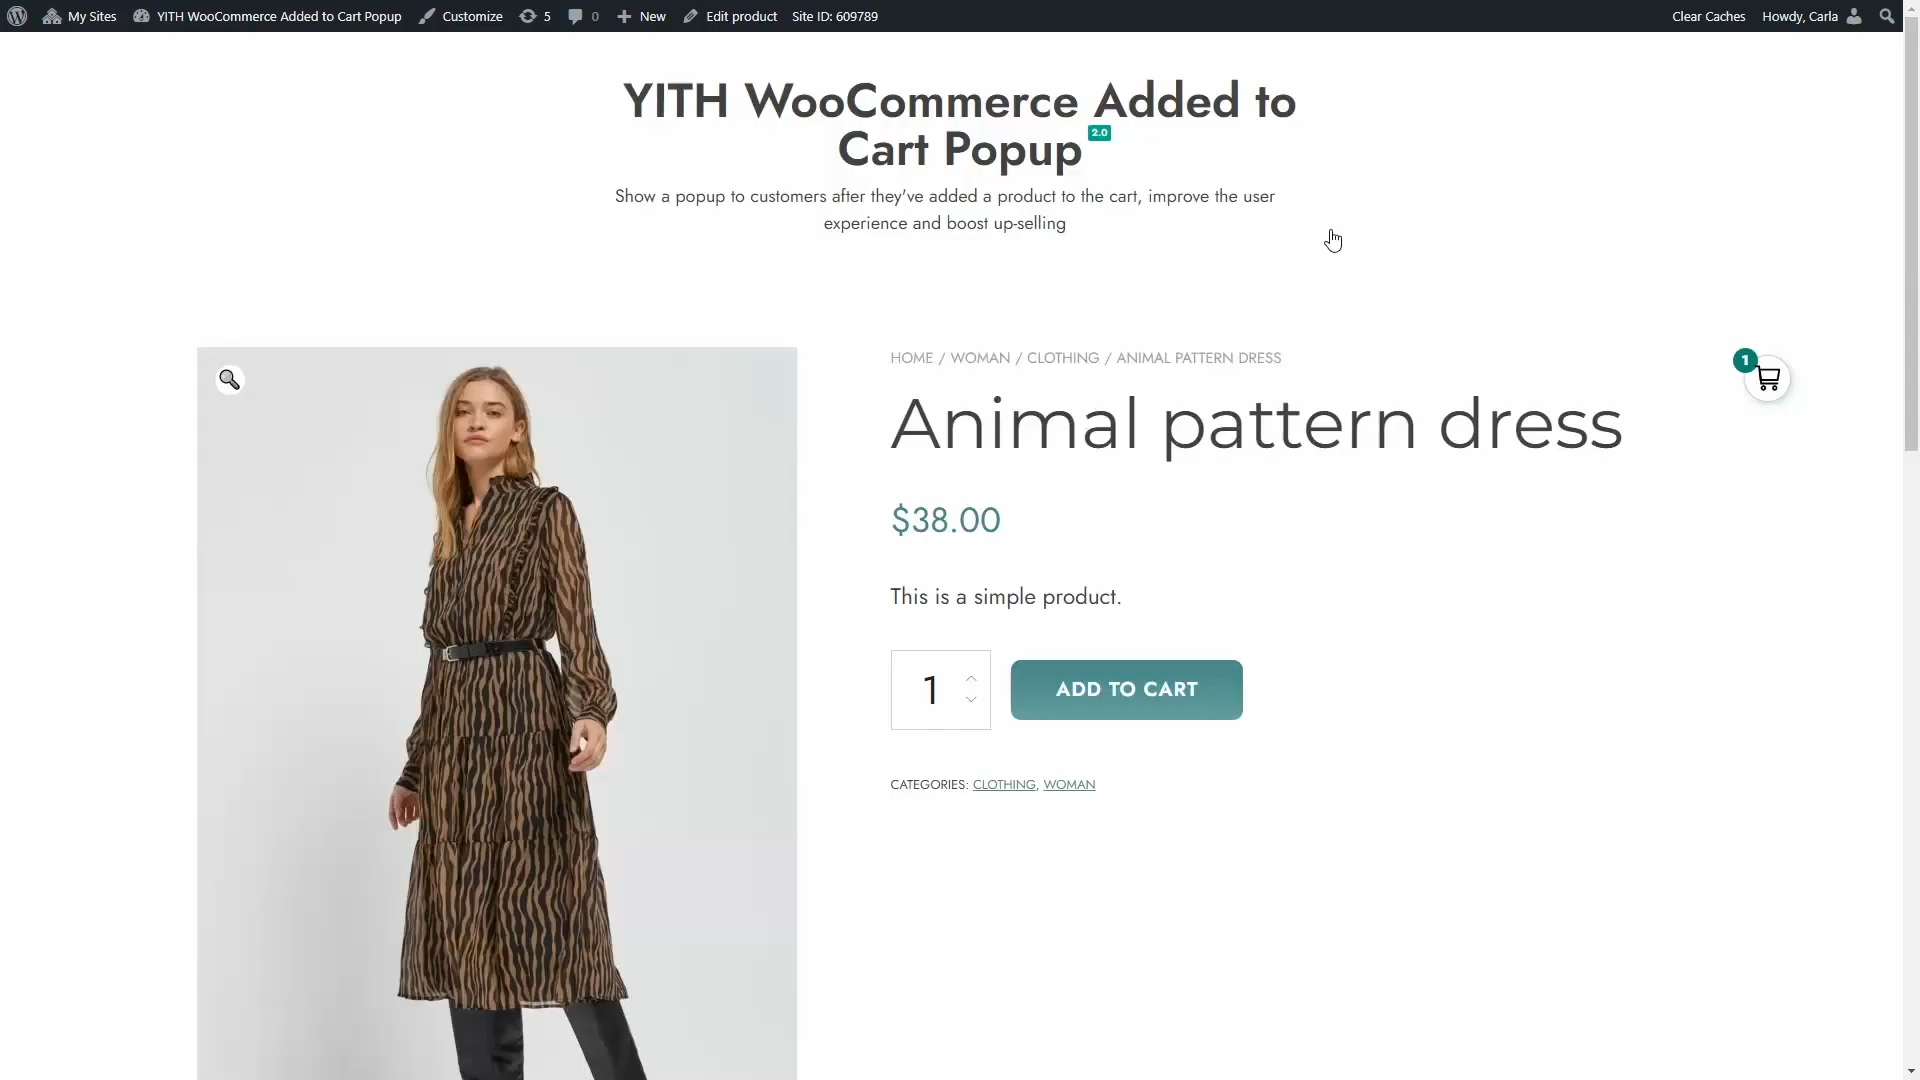 My Sites YITH WooCommerce Added to Cart Popup Customize 5 0 New Edit product Site ID: 609789 Clear Caches Howdy, Carla
YITH WooCommerce Added to
Cart Popup 2.0
Show a popup to customers after they've added a product to the cart, improve the user
experience and boost up-selling
HOME / WOMAN / CLOTHING / ANIMAL PATTERN DRESS
1
Animal pattern dress
$38.00
This is a simple product.
1 ADD TO CART
CATEGORIES: CLOTHING, WOMAN